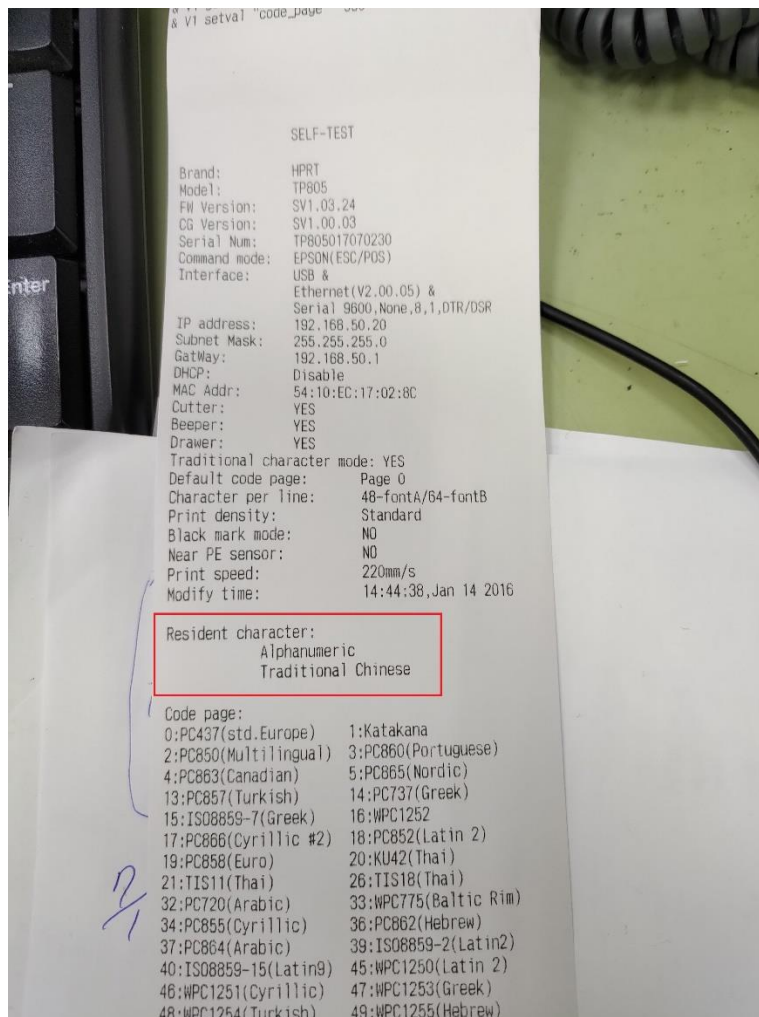 & V1 setval "code_page"
SELF-TEST
Brand: HPRT
Model: TP805
FW Version: SV1.03.24
CG Version: SV1.00.03
Serial Num: TP805017070230
Command mode: EPSON(ESC/POS)
Interface: USB &
Ethernet(V2.00.05) &
Serial 9600,None,8,1,DTR/DSR
IP address: 192.168.50.20
Subnet Mask: 255.255.255.0
GatWay: 192.168.50.1
DHCP: Disable
MAC Addr: 54:10:EC:17:02:8C
Cutter: YES
Beeper: YES
Drawer: YES
Traditional character mode: YES
Default code page: Page 0
Character per line: 48-fontA/64-fontB
Print density: Standard
Black mark mode: NO
Near PE sensor: NO
Print speed: 220mm/s
Modify time: 14:44:38,Jan 14 2016
Resident character:
Alphanumeric
Traditional Chinese
Code page:
0:PC437(std.Europe) 1:Katakana
2:PC850(Multilingual) 3:PC860(Portuguese)
4:PC863(Canadian) 5:PC865(Nordic)
13:PC857(Turkish) 14:PC737(Greek)
15:ISO8859-7(Greek) 16:WPC1252
17:PC866(Cyrillic #2) 18:PC852(Latin 2)
19:PC858(Euro) 20:KU42(Thai)
21:TIS11(Thai) 26:TIS18(Thai)
32:PC720(Arabic) 33:WPC775(Baltic Rim)
34:PC855(Cyrillic) 36:PC862(Hebrew)
37:PC864(Arabic) 39:ISO8859-2(Latin2)
40:ISO8859-15(Latin9) 45:WPC1250(Latin 2)
46:WPC1251(Cyrillic) 47:WPC1253(Greek)
48:WPC1254(Turkish) 49:WPC1255(Hebrew)
Enter